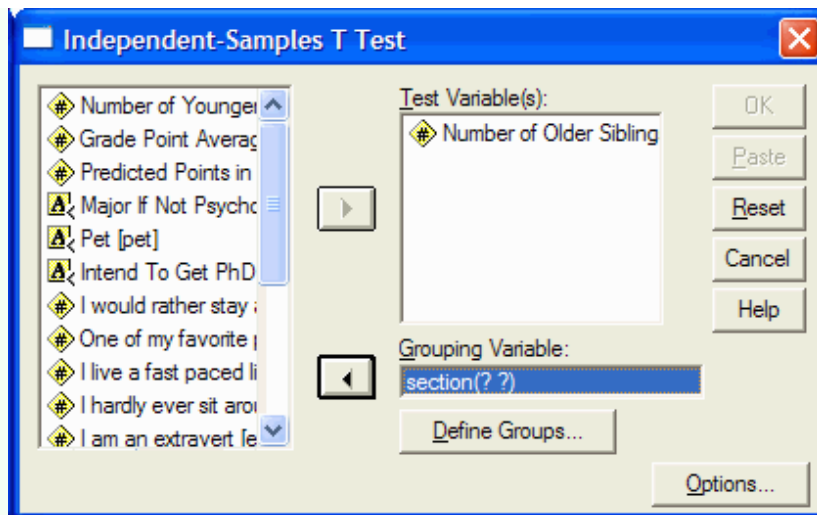 Independent-Samples T Test
Number of Younger
Grade Point Averag
Predicted Points in
Major If Not Psycho
Pet [pet]
Intend To Get PhD
I would rather stay
One of my favorite
I live a fast paced li
I hardly ever sit arou
I am an extravert [e
Test Variable(s):
Number of Older Sibling
Grouping Variable:
section(? ?)
Define Groups...
OK
Paste
Reset
Cancel
Help
Options...